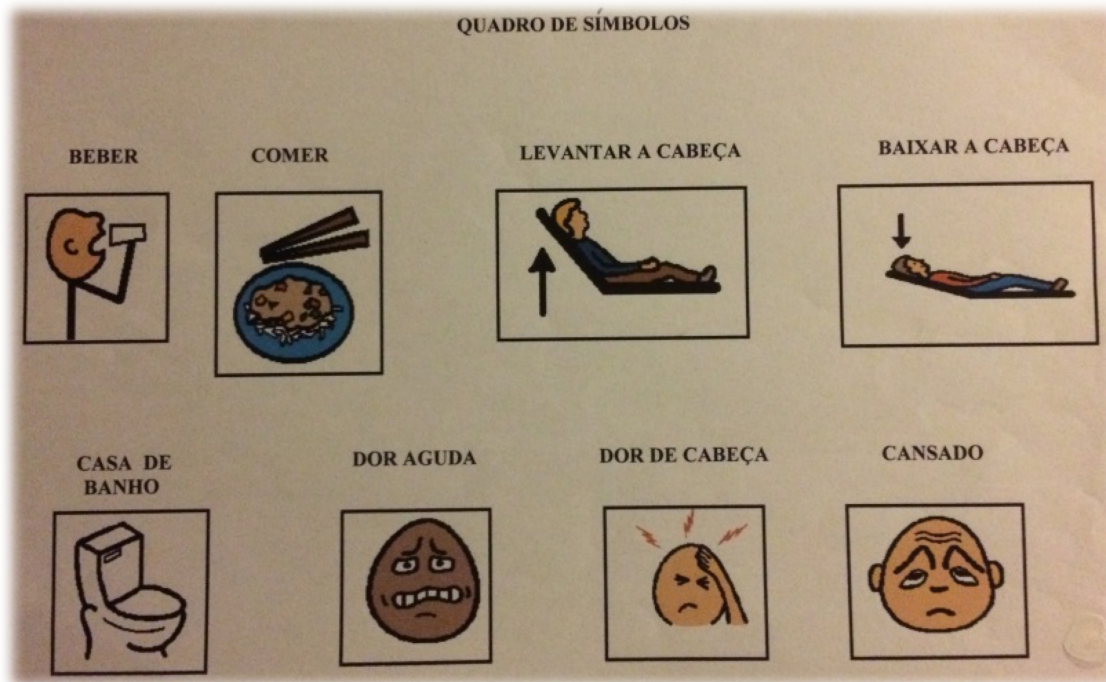 QUADRO DE SÍMBOLOS
BEBER
COMER
LEVANTAR A CABEÇA
BAIXAR A CABEÇA
CASA DE
BANHO
DOR AGUDA
DOR DE CABEÇA
CANSADO